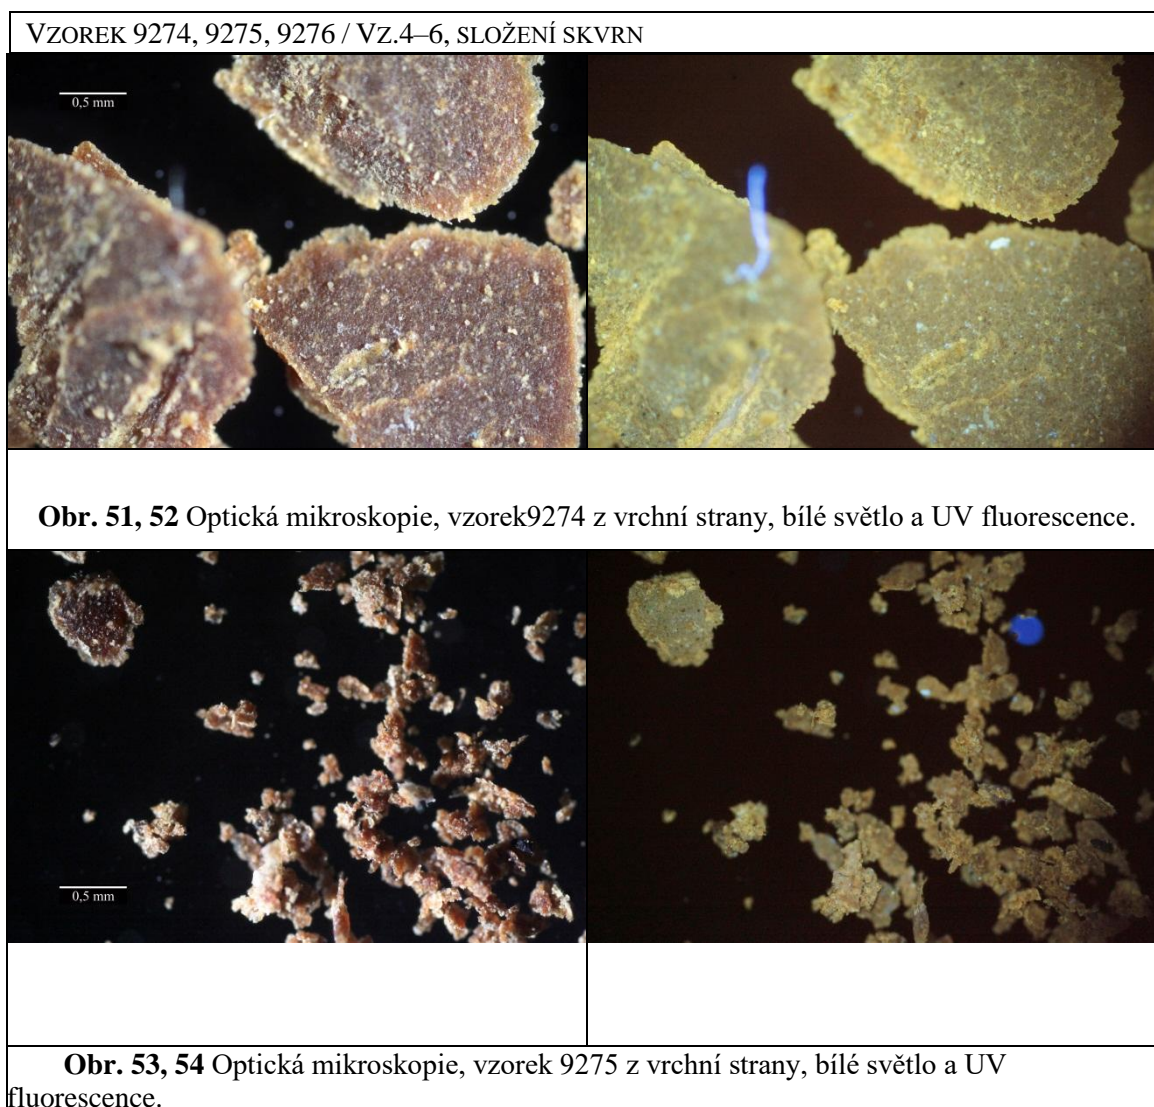 VZOREK 9274, 9275, 9276 / VZ.4–6, SLOŽENÍ SKVRN
0,5 mm
Obr. 51, 52 Optická mikroskopie, vzorek9274 z vrchní strany, bílé světlo a UV fluorescence.
0,5 mm
Obr. 53, 54 Optická mikroskopie, vzorek 9275 z vrchní strany, bílé světlo a UV
fluorescence.